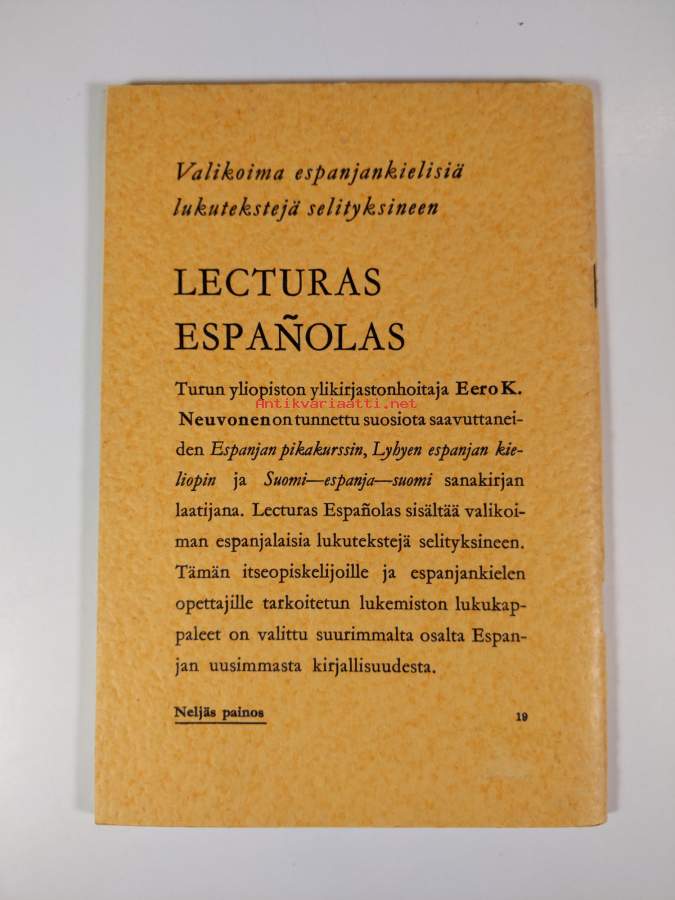 Valikoima espanjankielisiä
lukutekstejä selityksineen
LECTURAS
ESPAÑOLAS
Turun yliopiston ylikirjastonhoitaja Eero K.
Antikvariaatti.net
Neuvonen on tunnettu suosiota saavuttanei-
den Espanjan pikakurssin, Lyhyen espanjan kie-
liopin ja Suomi—espanja—suomi sanakirjan
laatijana. Lecturas Españolas sisältää valikoi-
man espanjalaisia lukutekstejä selityksineen.
Tämän itseopiskelijoille ja espanjankielen
opettajille tarkoitetun lukemiston lukukap-
paleet on valittu suurimmalta osalta Espan-
jan uusimmasta kirjallisuudesta.
Neljäs painos 19